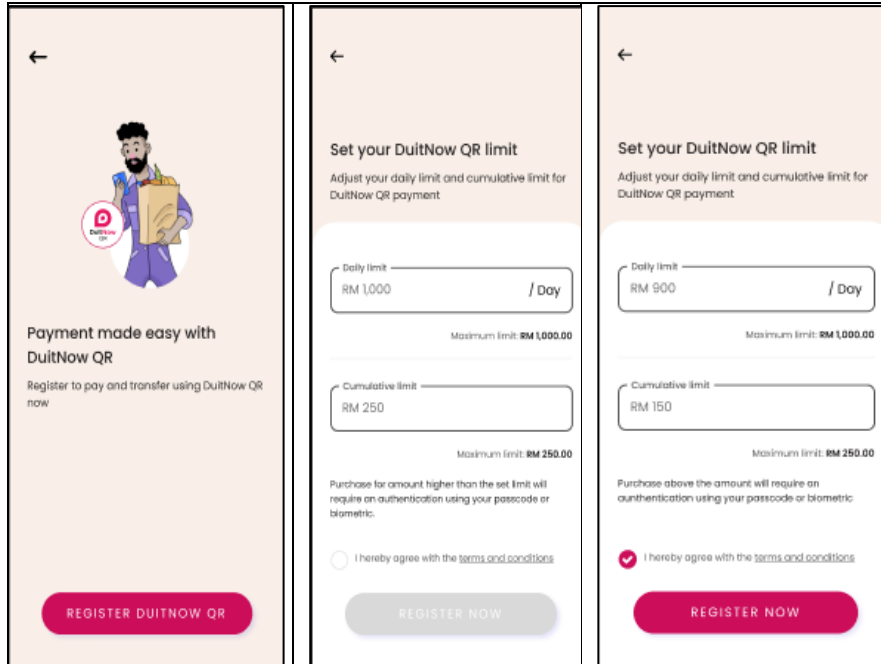 DuitNow
QR
Payment made easy with
DuitNow QR
Register to pay and transfer using DuitNow QR
now
REGISTER DUITNOW QR
Set your DuitNow QR limit
Adjust your daily limit and cumulative limit for
DuitNow QR payment
Daily limit
RM 1,000 / Day
Maximum limit: RM 1,000.00
Cumulative limit
RM 250
Maximum limit: RM 250.00
Purchase for amount higher than the set limit will
require an authentication using your passcode or
biometric.
I hereby agree with the terms and conditions
REGISTER NOW
Set your DuitNow QR limit
Adjust your daily limit and cumulative limit for
DuitNow QR payment
Daily limit
RM 900 / Day
Maximum limit: RM 1,000.00
Cumulative limit
RM 150
Maximum limit: RM 250.00
Purchase above the amount will require an
aunthentication using your passcode or biometric
I hereby agree with the terms and conditions
REGISTER NOW